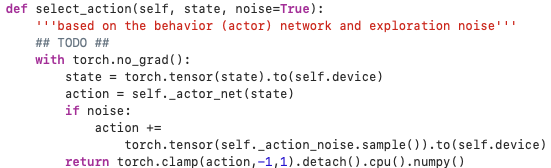 def select_action(self, state, noise=True):
    '''based on the behavior (actor) network and exploration noise'''
    ## TODO ##
    with torch.no_grad():
        state = torch.tensor(state).to(self.device)
        action = self._actor_net(state)
        if noise:
            action +=
                torch.tensor(self._action_noise.sample()).to(self.device)
        return torch.clamp(action,-1,1).detach().cpu().numpy()